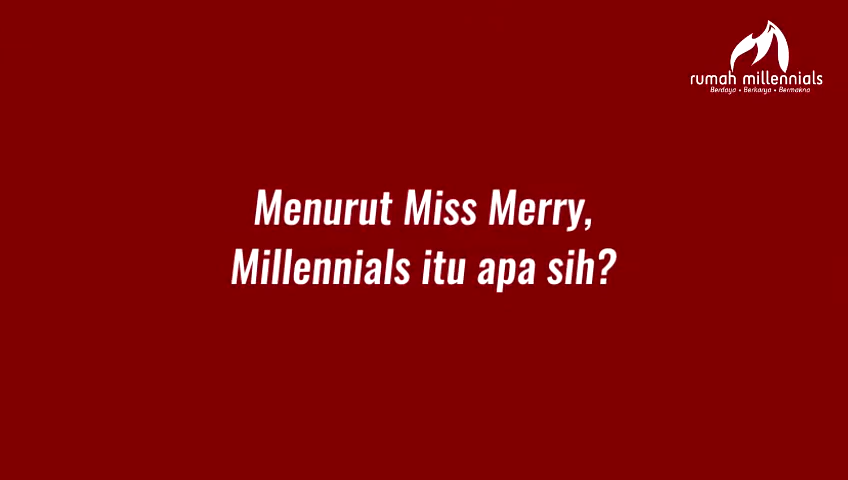 rumah millennials
Berdaya • Berkarya • Bermakna
Menurut Miss Merry,
Millennials itu apa sih?